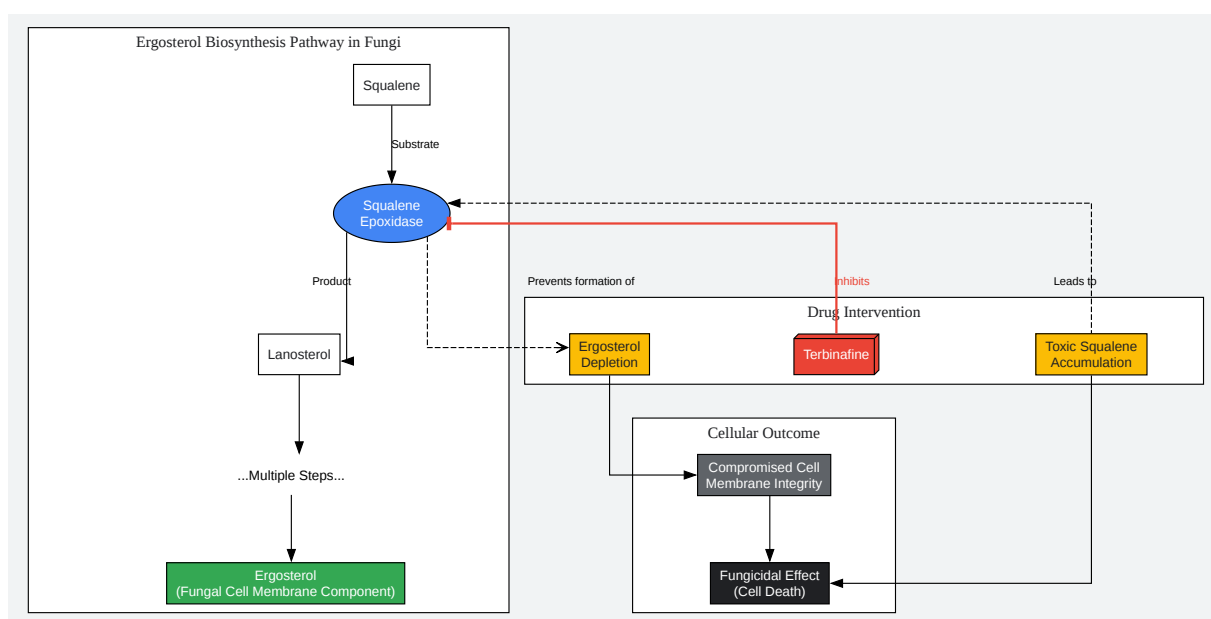 Ergosterol Biosynthesis Pathway in Fungi
Squalene
Substrate
Squalene
Epoxidase
Product
Lanosterol
...Multiple Steps...
Ergosterol
(Fungal Cell Membrane Component)
Prevents formation of
Inhibits
Leads to
Drug Intervention
Ergosterol
Depletion
Terbinafine
Toxic Squalene
Accumulation
Cellular Outcome
Compromised Cell
Membrane Integrity
Fungicidal Effect
(Cell Death)